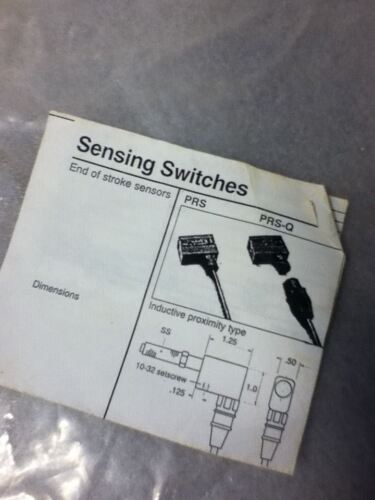 Sensing Switches
End of stroke sensors
PRS
PRS-Q
Inductive proximity type
Dimensions
SS
1.25
.50
10-32 setscrew
1.0
.125